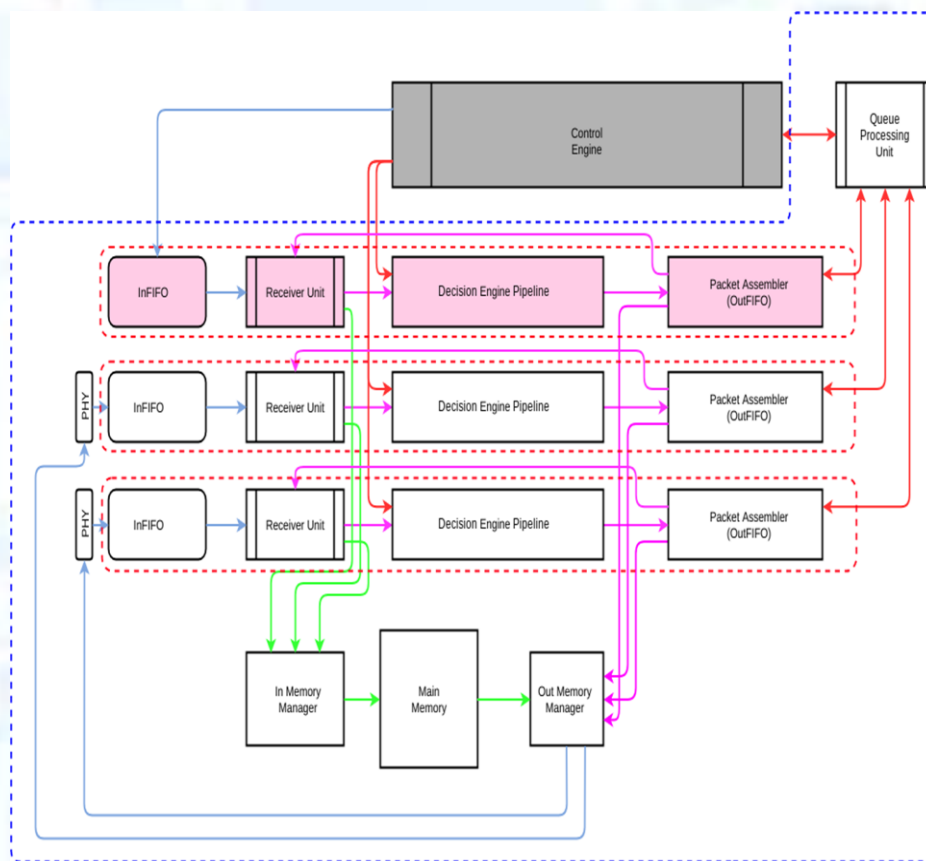 Control
Engine
Queue
Processing
Unit
InFIFO
Receiver Unit
Decision Engine Pipeline
Packet Assembler
(OutFIFO)
PHY
InFIFO
Receiver Unit
Decision Engine Pipeline
Packet Assembler
(OutFIFO)
PHY
InFIFO
Receiver Unit
Decision Engine Pipeline
Packet Assembler
(OutFIFO)
In Memory
Manager
Main
Memory
Out Memory
Manager